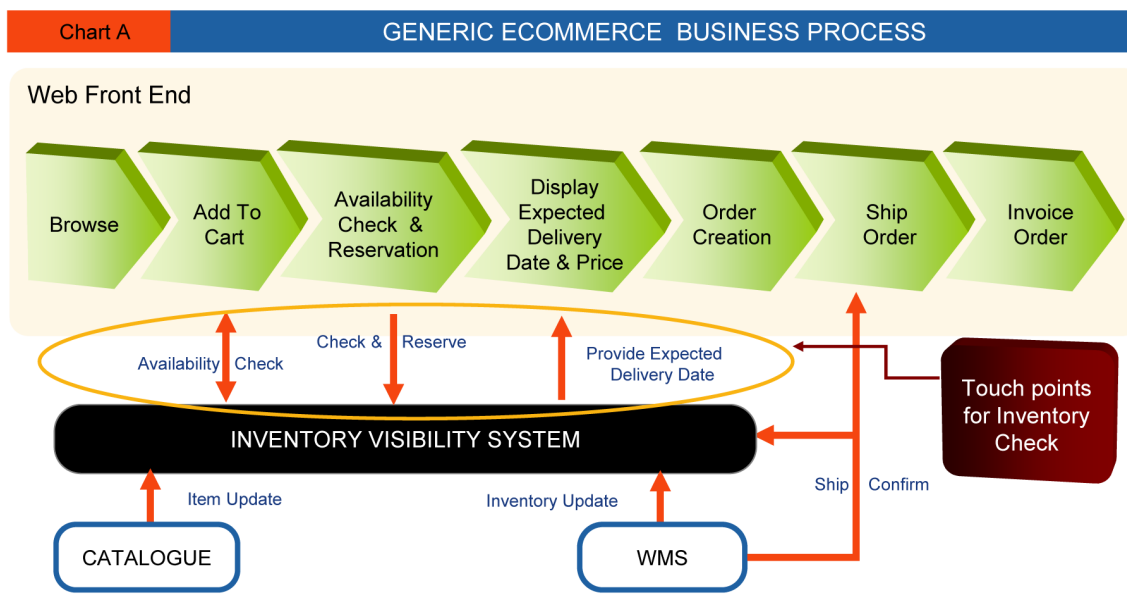 Chart A
GENERIC ECOMMERCE BUSINESS PROCESS
Web Front End
Browse
Add To
Cart
Availability
Check &
Reservation
Display
Expected
Delivery
Date & Price
Order
Creation
Ship
Order
Invoice
Order
Availability Check
Check & Reserve
Provide Expected
Delivery Date
Touch points
for Inventory
Check
INVENTORY VISIBILITY SYSTEM
Item Update
Inventory Update
Ship Confirm
CATALOGUE
WMS